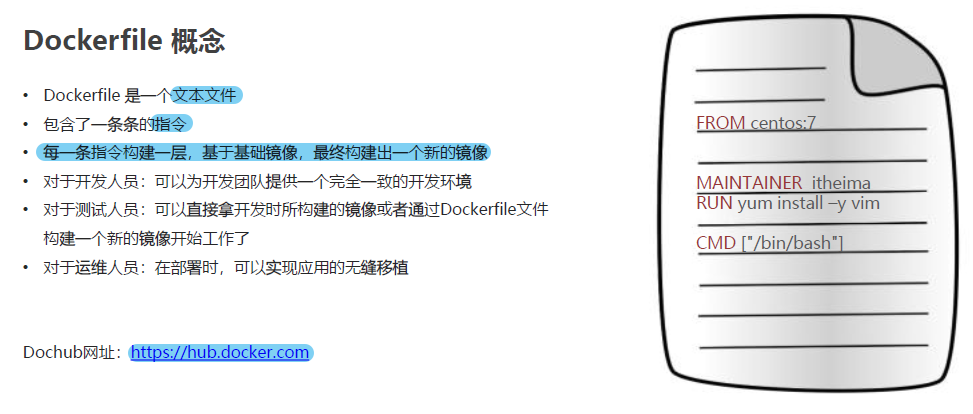 Dockerfile 概念
• Dockerfile 是一个文本文件
• 包含了一条条的指令
• 每一条指令构建一层，基于基础镜像，最终构建出一个新的镜像
• 对于开发人员：可以为开发团队提供一个完全一致的开发环境
• 对于测试人员：可以直接拿开发时所构建的镜像或者通过Dockerfile文件
构建一个新的镜像开始工作了
• 对于运维人员：在部署时，可以实现应用的无缝移植
Dochub网址：https://hub.docker.com
FROM centos:7
MAINTAINER itheima
RUN yum install –y vim
CMD ["/bin/bash"]